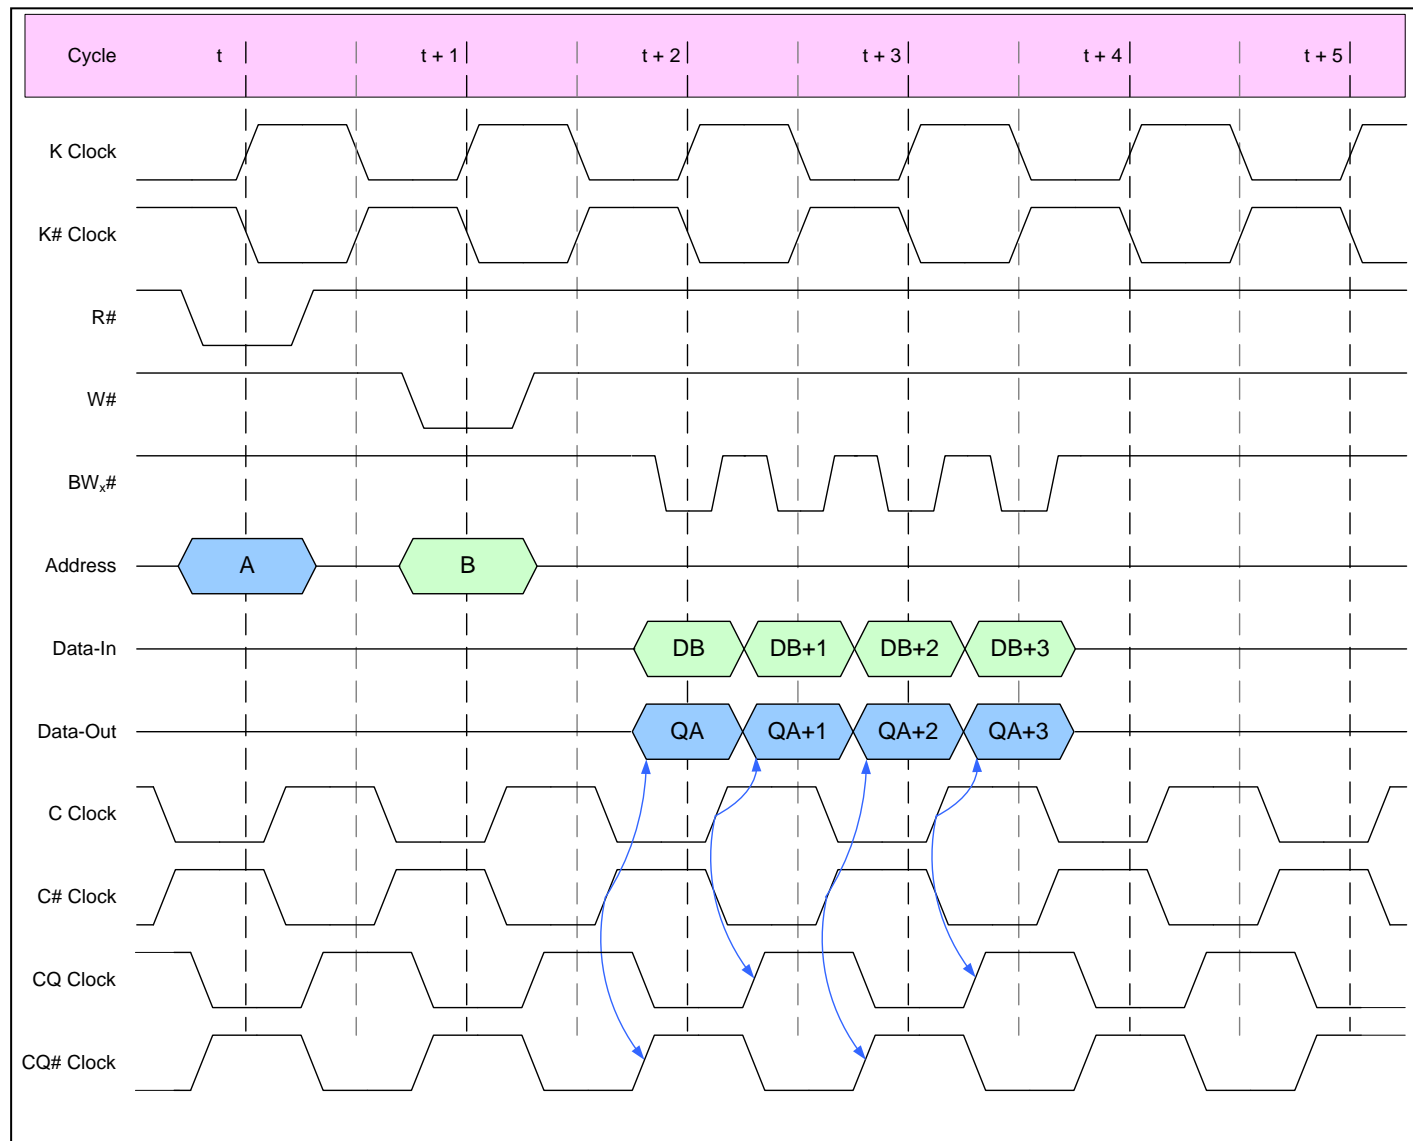 Cycle t t + 1 t + 2 t + 3 t + 4 t + 5
K Clock
K# Clock
R#
W#
BWx#
Address A B
Data-In DB DB+1 DB+2 DB+3
Data-Out QA QA+1 QA+2 QA+3
C Clock
C# Clock
CQ Clock
CQ# Clock